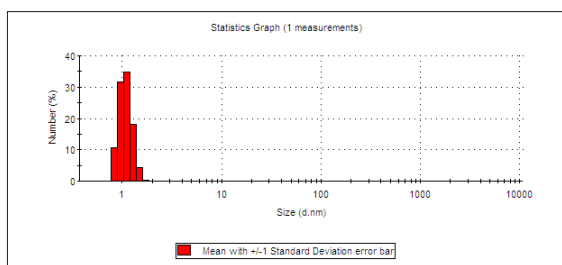 Statistics Graph (1 measurements)
40
30
20
10
0
Number (%)
1 10 100 1000 10000
Size (d.nm)
Mean with +/-1 Standard Deviation error bar